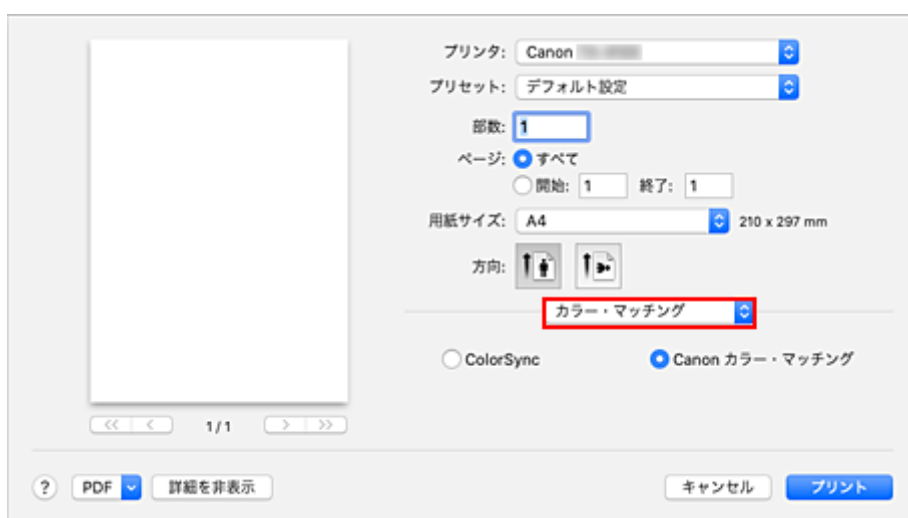 プリンタ: Canon
プリセット: デフォルト設定
部数: 1
ページ: すべて
開始: 1 終了: 1
用紙サイズ: A4 210 x 297 mm
方向:
カラー・マッチング
ColorSync Canon カラー・マッチング
<< < 1/1 > >>
? PDF 詳細を非表示 キャンセル プリント